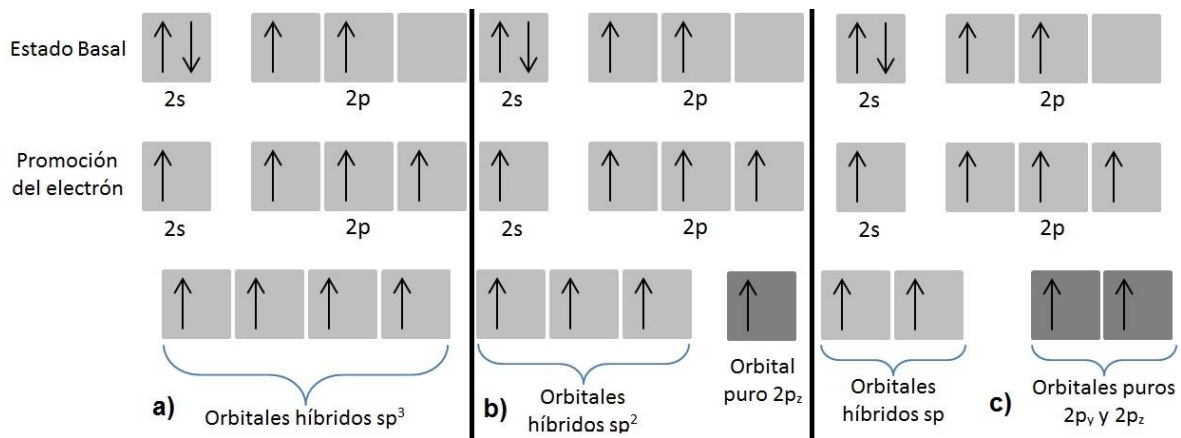 Estado Basal
2s
2p
2s
2p
2s
2p
Promoción
del electrón
2s
2p
2s
2p
2s
2p
a)
Orbitales híbridos sp³
b)
Orbitales
híbridos sp²
Orbital
puro 2pz
Orbitales
híbridos sp
c)
Orbitales puros
2py y 2pz